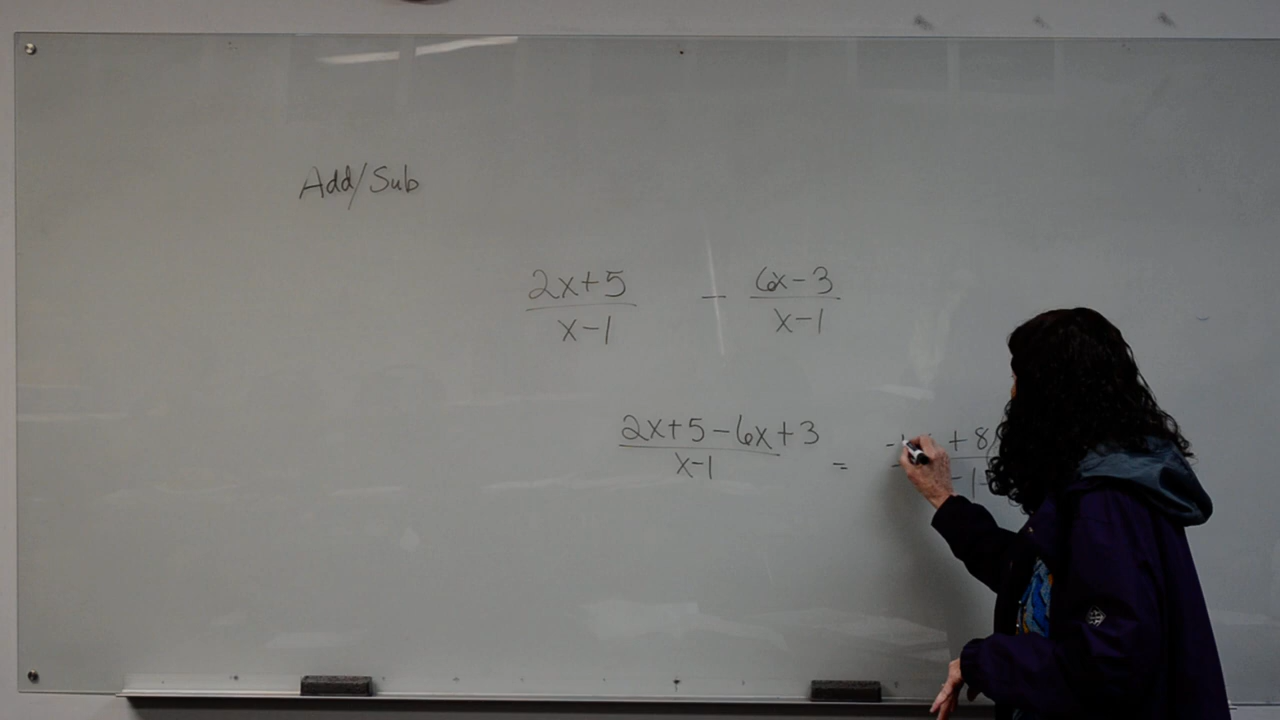 Add/Sub
2x+5 − 6x−3
x−1 x−1
2x+5−6x+3 = + 8
x−1 −1